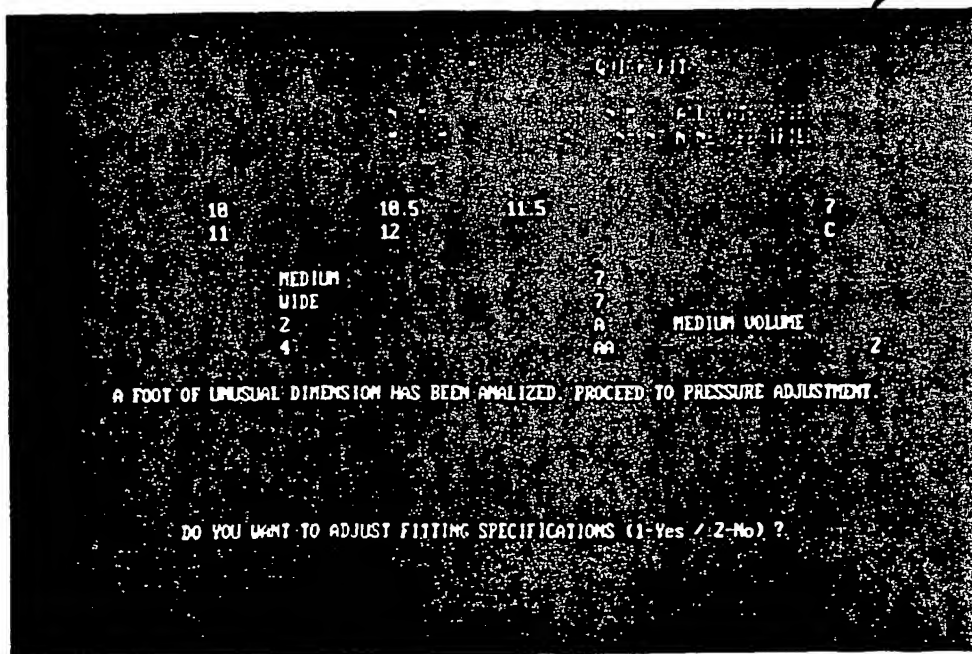 10 10.5 11.5 7
11 12 C
MEDIUM 7
WIDE 7
2 A MEDIUM VOLUME
4 AA 2
A FOOT OF UNUSUAL DIMENSION HAS BEEN ANALIZED. PROCEED TO PRESSURE ADJUSTMENT.
DO YOU WANT TO ADJUST FITTING SPECIFICATIONS (1-Yes / 2-No) ?